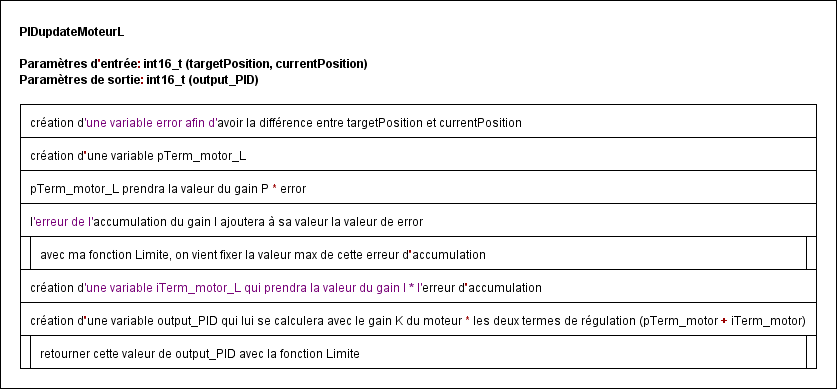 PIDupdateMoteurL
Paramètres d'entrée: int16_t (targetPosition, currentPosition)
Paramètres de sortie: int16_t (output_PID)
création d'une variable error afin d'avoir la différence entre targetPosition et currentPosition
création d'une variable pTerm_motor_L
pTerm_motor_L prendra la valeur du gain P * error
l'erreur de l'accumulation du gain I ajoutera à sa valeur la valeur de error
avec ma fonction Limite, on vient fixer la valeur max de cette erreur d'accumulation
création d'une variable iTerm_motor_L qui prendra la valeur du gain I * l'erreur d'accumulation
création d'une variable output_PID qui lui se calculera avec le gain K du moteur * les deux termes de régulation (pTerm_motor + iTerm_motor)
retourner cette valeur de output_PID avec la fonction Limite